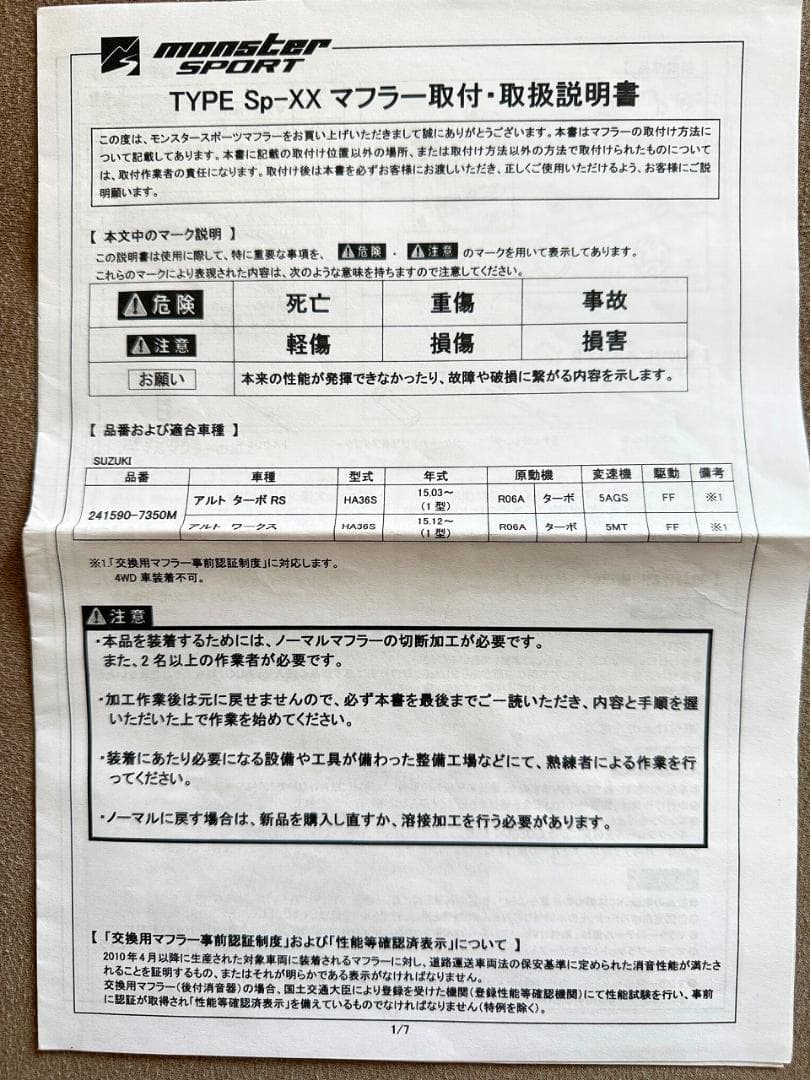 monster
SPORT
TYPE Sp-XX マフラー取付・取扱説明書
この度は、モンスタースポーツマフラーをお買い上げいただきまして誠にありがとうございます。本書はマフラーの取付け方法に
ついて記載してあります。本書に記載の取付け位置以外の場所、または取付け方法以外の方法で取付けられたものについて
は、取付作業者の責任になります。取付け後は本書を必ずお客様にお渡しいただき、正しくご使用いただけるよう、お客様にご説
明願います。
【 本文中のマーク説明 】
この説明書は使用に際して、特に重要な事項を、 ⚠危険 ・ ⚠注意 のマークを用いて表示してあります。
これらのマークにより表現された内容は、次のような意味を持ちますので注意してください。
⚠危険 死亡 重傷 事故
⚠注意 軽傷 損傷 損害
お願い 本来の性能が発揮できなかったり、故障や破損に繋がる内容を示します。
【 品番および適合車種 】
SUZUKI
品番 車種 型式 年式 原動機 変速機 駆動 備考
241590-7350M アルト ターボ RS HA36S 15.03～ (1型) R06A ターボ 5AGS FF ※1
アルト ワークス HA36S 15.12～ (1型) R06A ターボ 5MT FF ※1
※1.「交換用マフラー事前認証制度」に対応します。
4WD 車装着不可。
⚠注意
・本品を装着するためには、ノーマルマフラーの切断加工が必要です。
また、2 名以上の作業者が必要です。
・加工作業後は元に戻せませんので、必ず本書を最後までご一読いただき、内容と手順を握
いただいた上で作業を始めてください。
・装着にあたり必要になる設備や工具が備わった整備工場などにて、熟練者による作業を行
ってください。
・ノーマルに戻す場合は、新品を購入し直すか、溶接加工を行う必要があります。
【 「交換用マフラー事前認証制度」および「性能等確認済表示」について 】
2010 年 4 月以降に生産された対象車両に装着されるマフラーに対し、道路運送車両法の保安基準に定められた消音性能が満たさ
れることを証明するもの、またはそれが明らかである表示がなければなりません。
交換用マフラー(後付消音器)の場合、国土交通大臣により登録を受けた機関(登録性能等確認機関)にて性能試験を行い、事前
に認証が取得され「性能等確認済表示」を備えているものでなければなりません(特例を除く)。
1/7